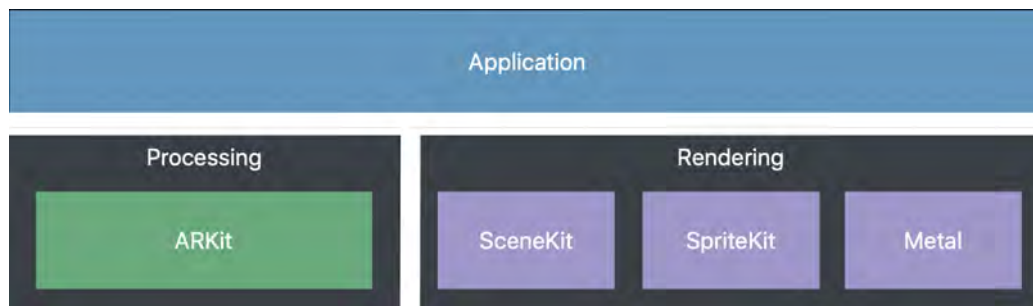 Application
Processing
Rendering
ARKit
SceneKit
SpriteKit
Metal